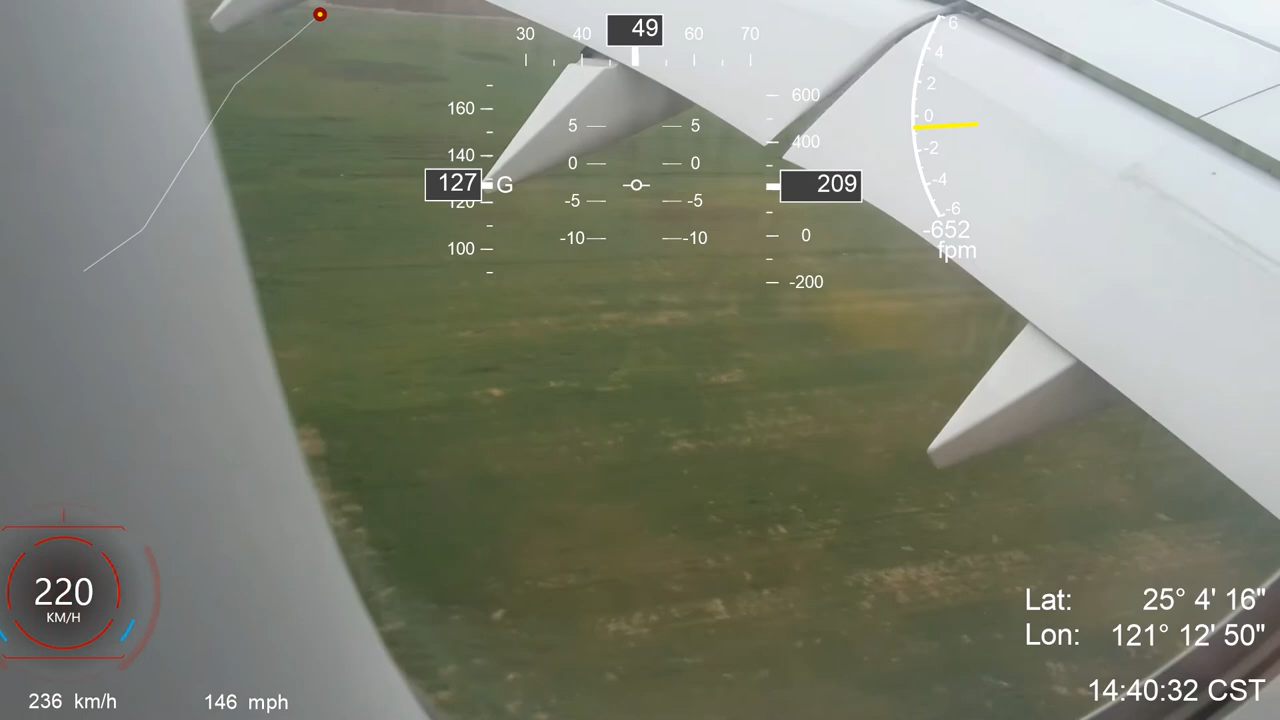 30 40 49 60 70
6
4
2
0
-2
-4
-6
-652
fpm
160
140
127 G
120
100
5 5
0 0
-5 -5
-10 -10
600
400
209
0
-200
220
KM/H
236 km/h 146 mph
Lat: 25° 4' 16"
Lon: 121° 12' 50"
14:40:32 CST